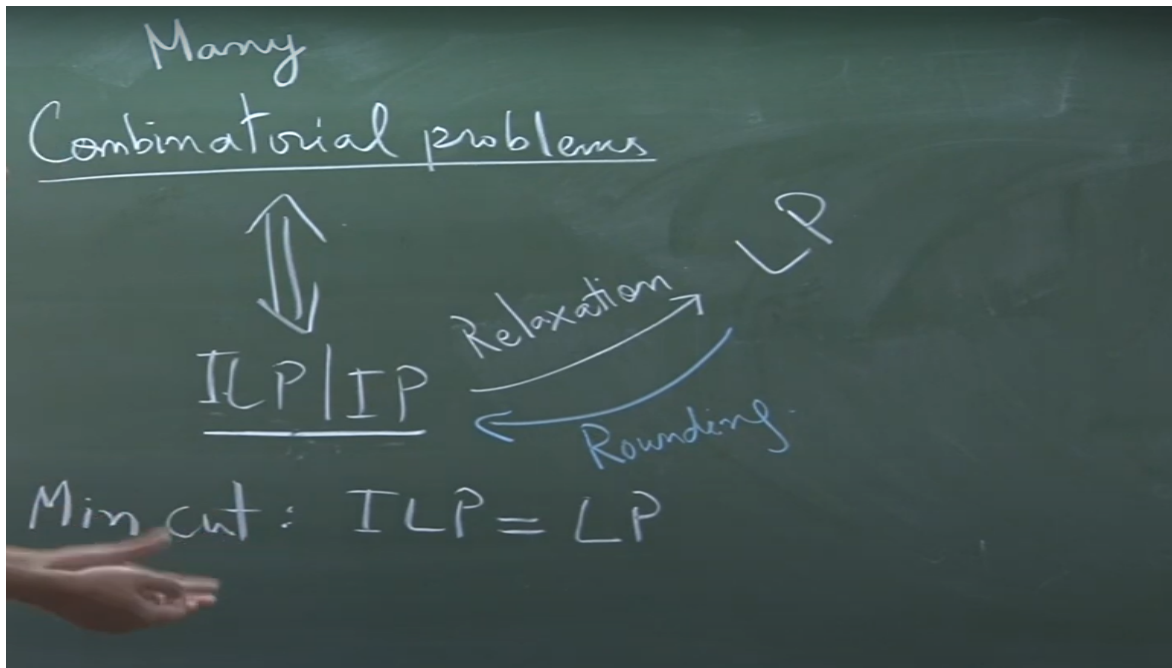 Many
Combinatorial problems
LP
Relaxation
ILP|IP
Rounding.
Min cut: ILP = LP